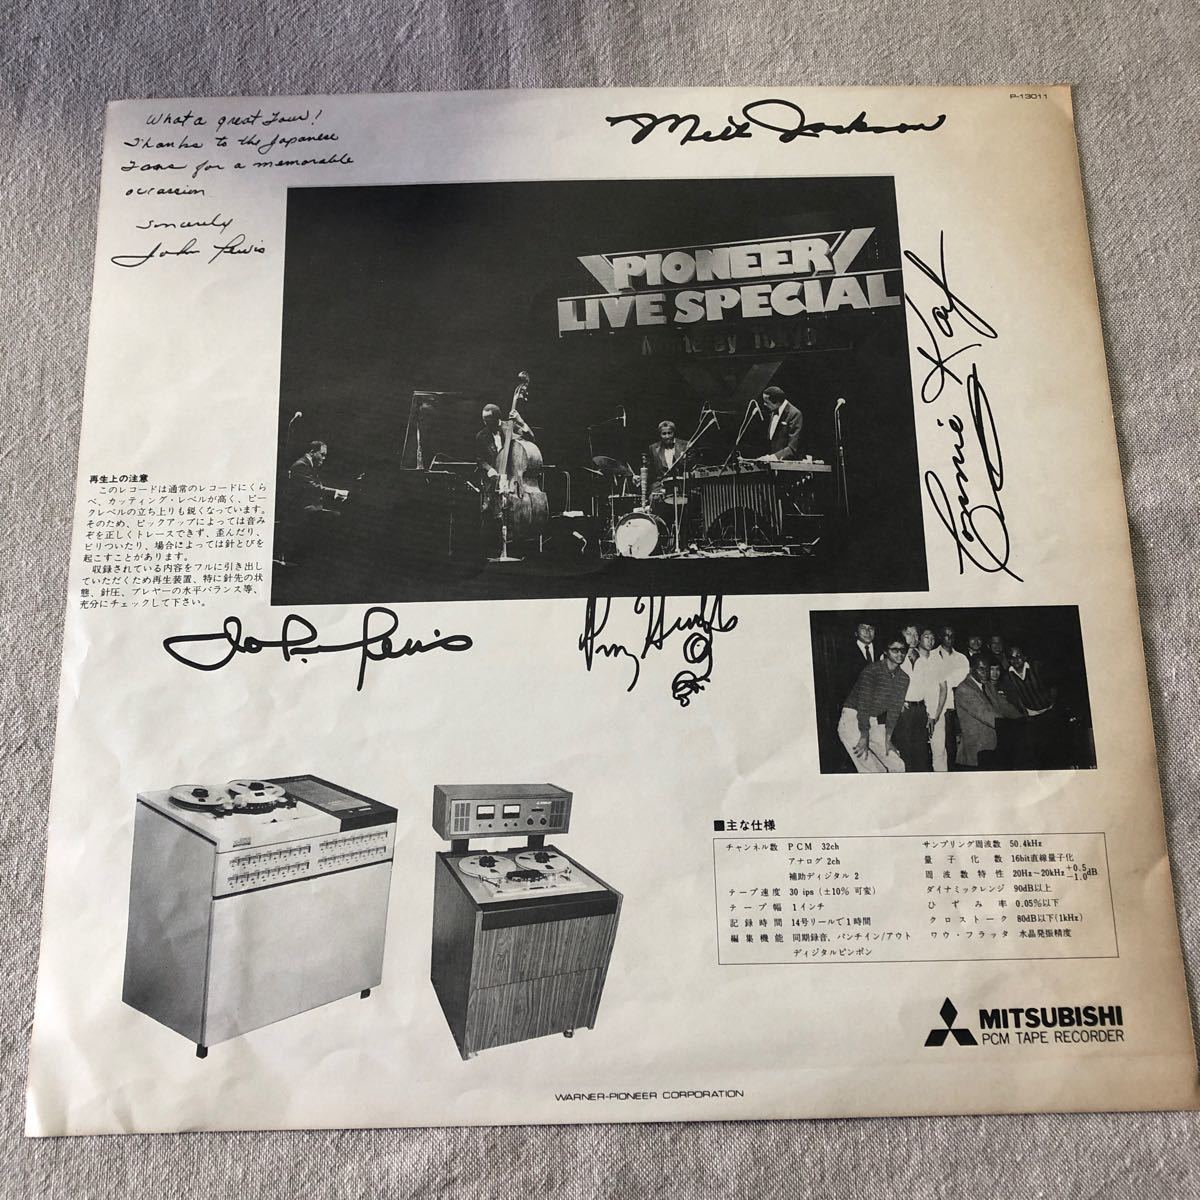 P-13011
What a great Tour!
Thanks to the Japanese
Fans for a memorable
occassion
sincerely
John Lewis
Milt Jackson
PIONEER
LIVE SPECIAL
Monterey Tokyo
Connie Kay
再生上の注意
このレコードは通常のレコードにくら
べ、カッティング・レベルが高く、ピー
クレベルの立ち上りも鋭くなっています。
そのため、ピックアップによっては音み
ぞを正しくトレースできず、歪んだり、
ビリついたり、場合によっては針とびを
起こすことがあります。
収録されている内容をフルに引き出し
ていただくため再生装置、特に針先の状
態、針圧、プレヤーの水平バランス等、
充分にチェックして下さい。
John Lewis
Percy Heath
■主な仕様
チャンネル数 PCM 32ch
アナログ 2ch
補助ディジタル 2
テープ速度 30 ips (±10% 可変)
テープ幅 1インチ
記録時間 14号リールで1時間
編集機能 同期録音、パンチイン/アウト
ディジタルピンポン
サンプリング周波数 50.4kHz
量子化数 16bit直線量子化
周波数特性 20Hz~20kHz +0.5 -1.0 dB
ダイナミックレンジ 90dB以上
ひずみ率 0.05%以下
クロストーク 80dB以下(1kHz)
ワウ・フラッタ 水晶発振精度
MITSUBISHI
PCM TAPE RECORDER
WARNER-PIONEER CORPORATION